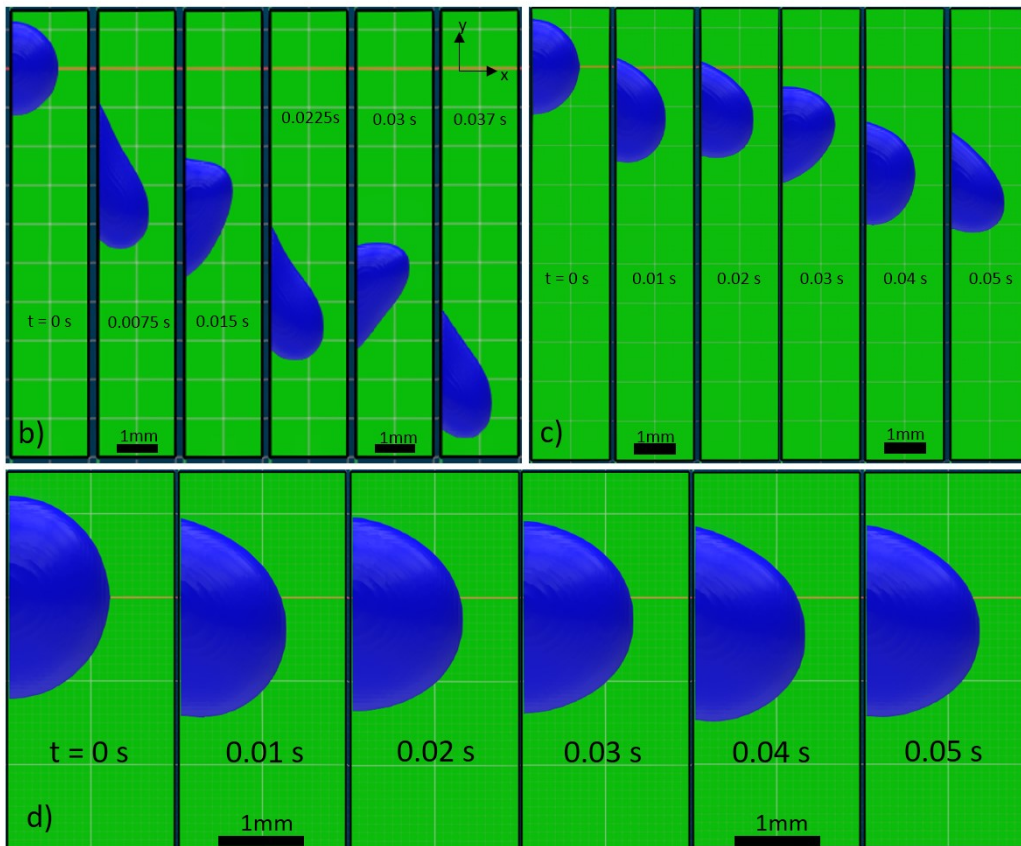 y
x
0.0225s
0.03 s
0.037 s
t = 0 s
0.0075 s
0.015 s
b)
1mm
1mm
t = 0 s
0.01 s
0.02 s
0.03 s
0.04 s
0.05 s
c)
1mm
1mm
t = 0 s
0.01 s
0.02 s
0.03 s
0.04 s
0.05 s
d)
1mm
1mm